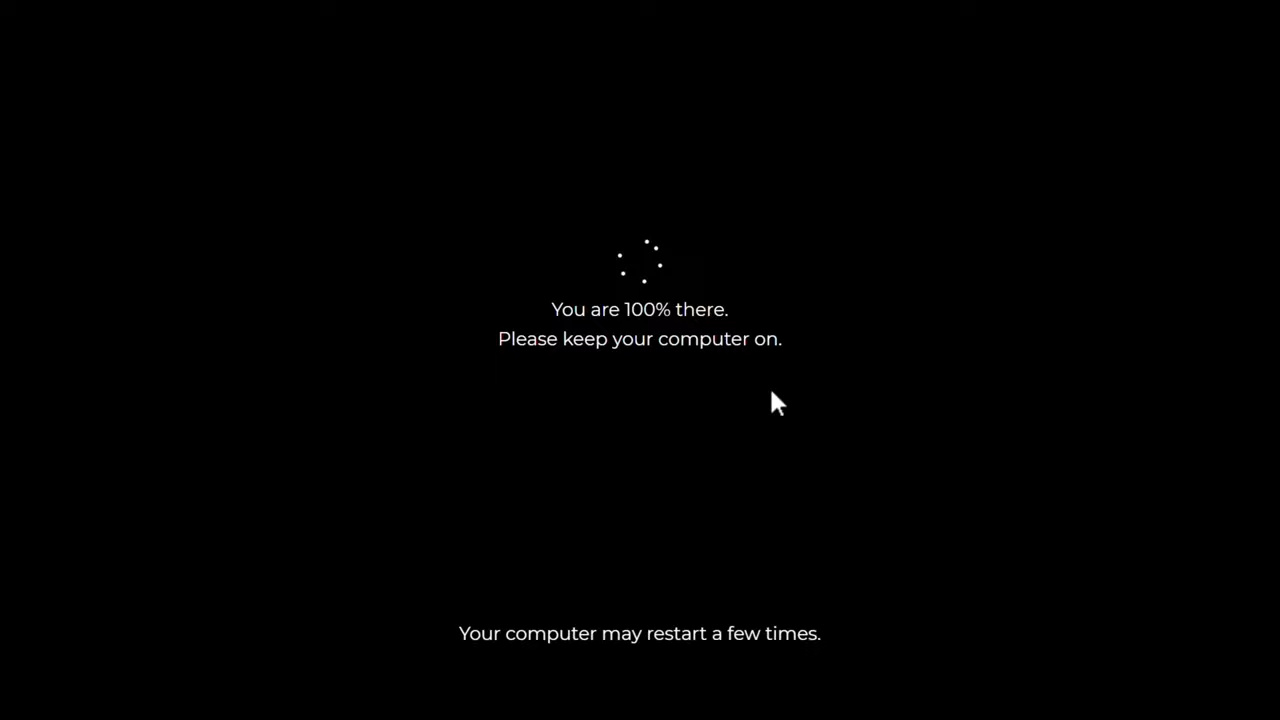 You are 100% there.
Please keep your computer on.
Your computer may restart a few times.